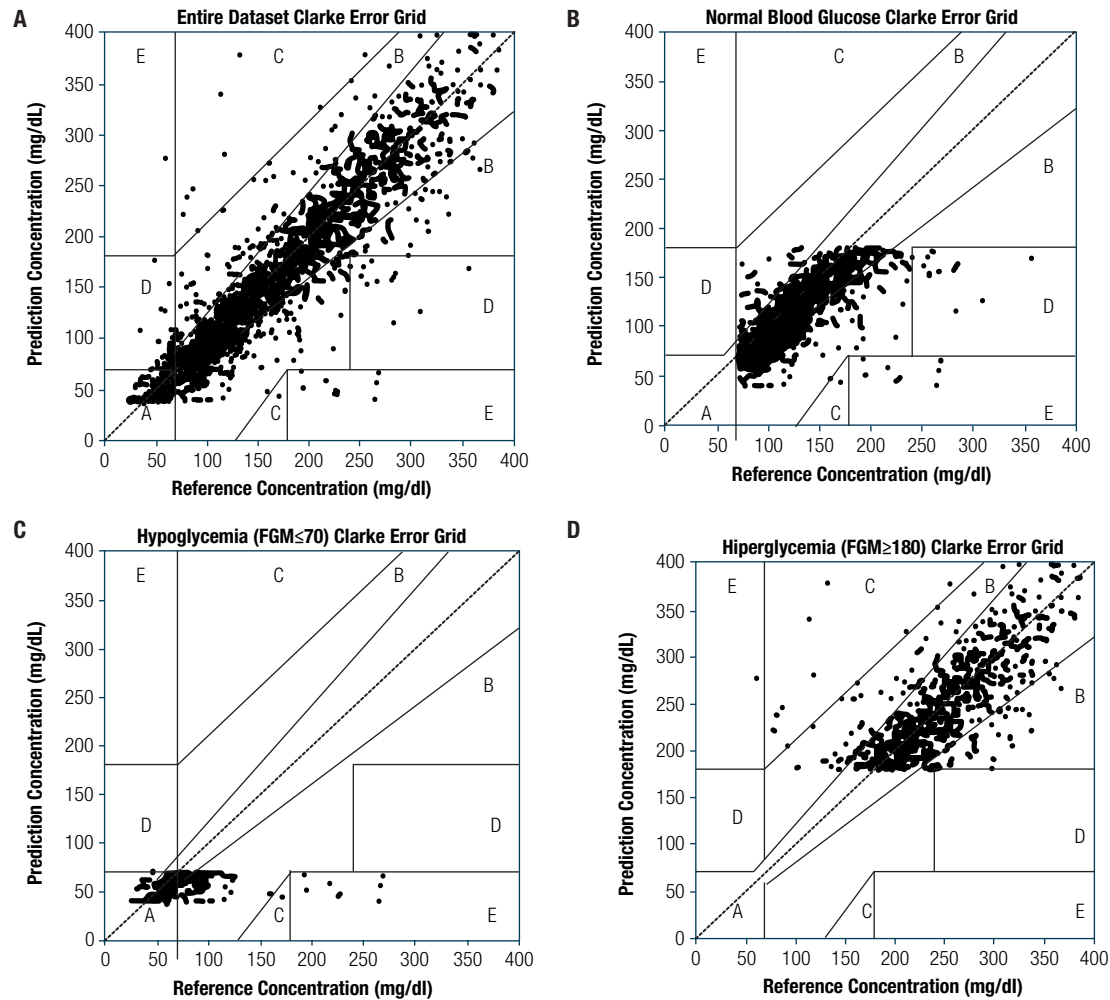 A
Entire Dataset Clarke Error Grid
Prediction Concentration (mg/dL)
400
350
300
250
200
150
100
50
0
E
C
B
B
D
D
A
C
E
0 50 100 150 200 250 300 350 400
Reference Concentration (mg/dl)
B
Normal Blood Glucose Clarke Error Grid
Prediction Concentration (mg/dL)
400
350
300
250
200
150
100
50
0
E
C
B
B
D
D
A
C
E
0 50 100 150 200 250 300 350 400
Reference Concentration (mg/dl)
C
Hypoglycemia (FGM≤70) Clarke Error Grid
Prediction Concentration (mg/dL)
400
350
300
250
200
150
100
50
0
E
C
B
B
D
D
A
C
E
0 50 100 150 200 250 300 350 400
Reference Concentration (mg/dl)
D
Hiperglycemia (FGM≥180) Clarke Error Grid
Prediction Concentration (mg/dL)
400
350
300
250
200
150
100
50
0
E
C
B
B
D
D
A
C
E
0 50 100 150 200 250 300 350 400
Reference Concentration (mg/dl)